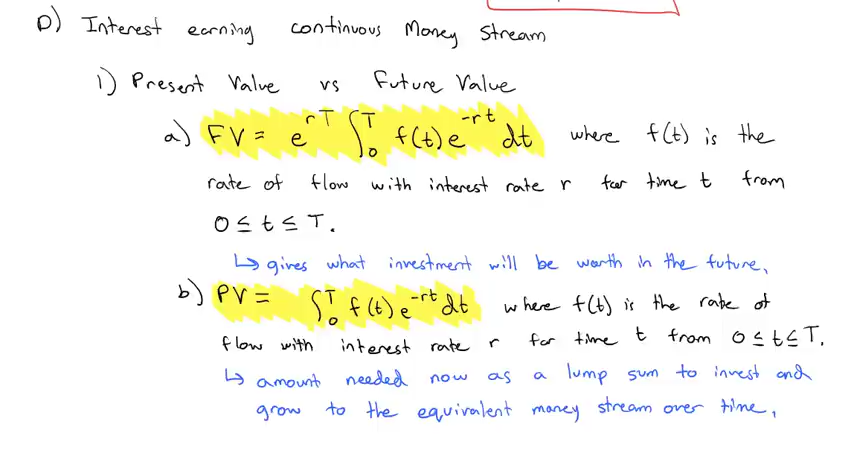 D) Interest earning continuous Money Stream
1) Present Value vs Future Value
a) FV = e^{rT} ∫_0^T f(t) e^{-rt} dt where f(t) is the
rate of flow with interest rate r for time t from
0 ≤ t ≤ T.
↳ gives what investment will be worth in the future.
b) PV = ∫_0^T f(t) e^{-rt} dt where f(t) is the rate of
flow with interest rate r for time t from 0 ≤ t ≤ T.
↳ amount needed now as a lump sum to invest and
grow to the equivalent money stream over time.